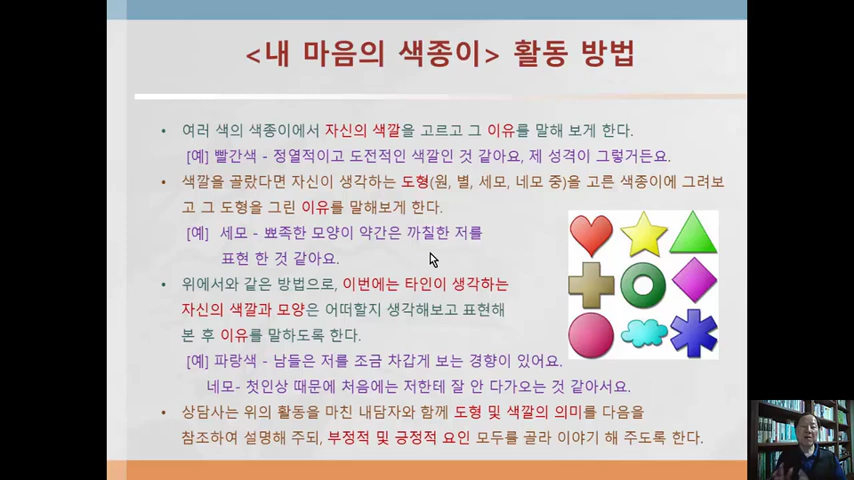 <내 마음의 색종이> 활동 방법
• 여러 색의 색종이에서 자신의 색깔을 고르고 그 이유를 말해 보게 한다.
[예] 빨간색 - 정열적이고 도전적인 색깔인 것 같아요, 제 성격이 그렇거든요.
• 색깔을 골랐다면 자신이 생각하는 도형(원, 별, 세모, 네모 중)을 고른 색종이에 그려보
고 그 도형을 그린 이유를 말해보게 한다.
[예] 세모 - 뾰족한 모양이 약간은 까칠한 저를
표현 한 것 같아요.
• 위에서와 같은 방법으로, 이번에는 타인이 생각하는
자신의 색깔과 모양은 어떠할지 생각해보고 표현해
본 후 이유를 말하도록 한다.
[예] 파랑색 - 남들은 저를 조금 차갑게 보는 경향이 있어요.
네모- 첫인상 때문에 처음에는 저한테 잘 안 다가오는 것 같아서요.
• 상담사는 위의 활동을 마친 내담자와 함께 도형 및 색깔의 의미를 다음을
참조하여 설명해 주되, 부정적 및 긍정적 요인 모두를 골라 이야기 해 주도록 한다.